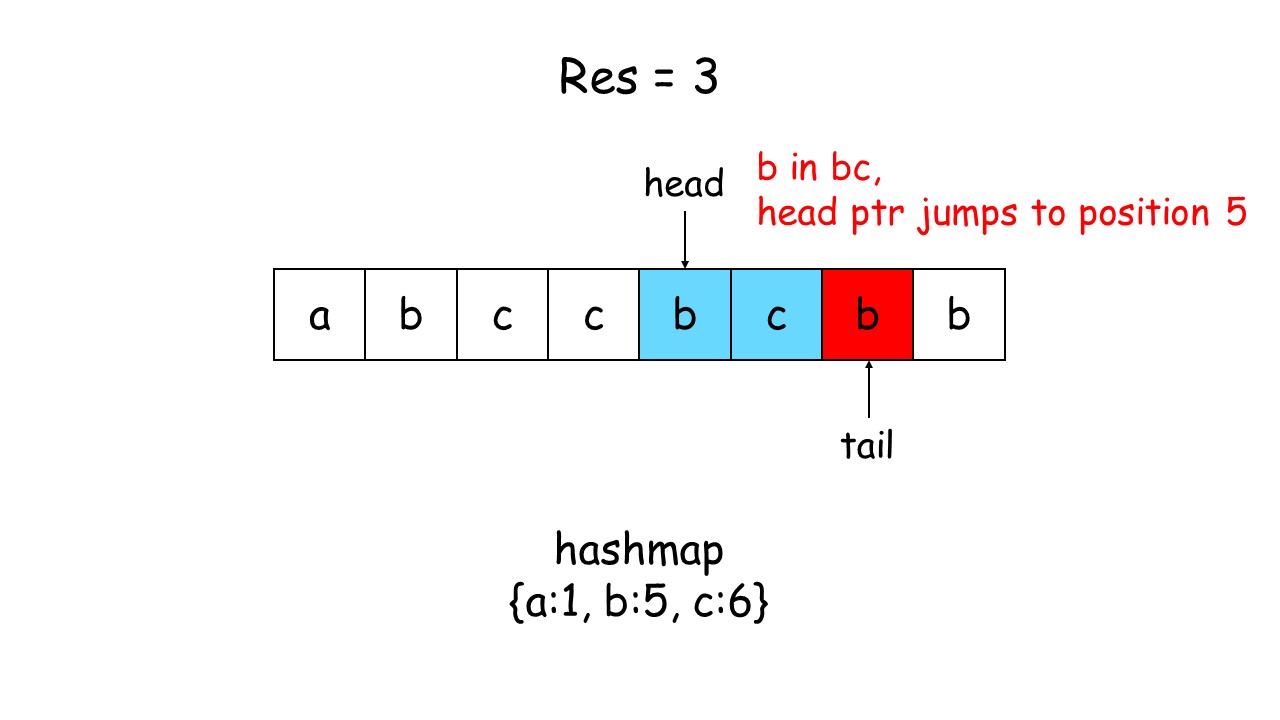 Res = 3
head
b in bc,
head ptr jumps to position 5
a b c c b c b b
tail
hashmap
{a:1, b:5, c:6}